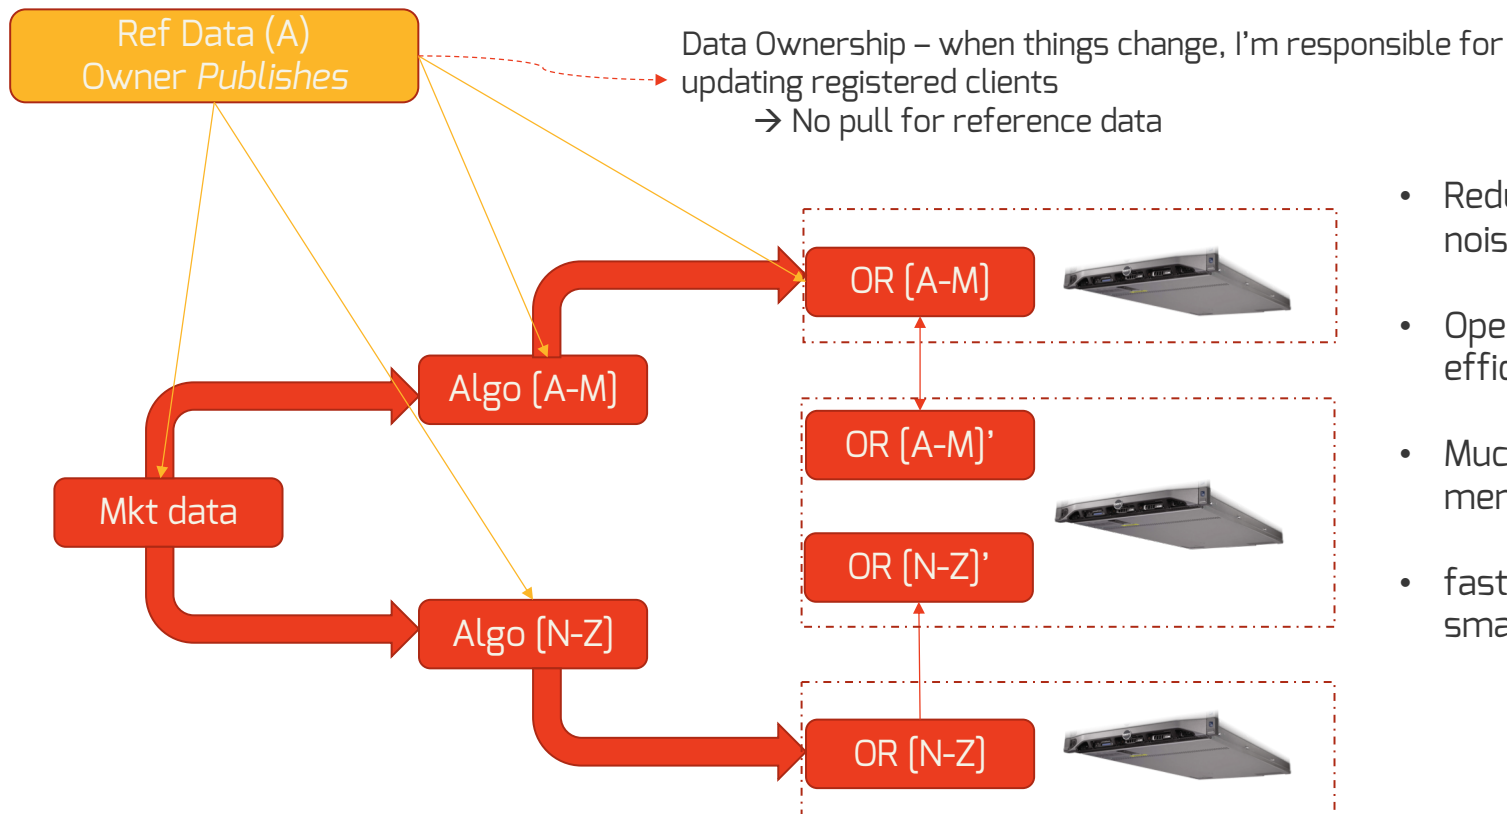 Ref Data (A)
Owner Publishes
Data Ownership – when things change, I'm responsible for
updating registered clients
→ No pull for reference data
OR [A-M]
Algo [A-M]
OR [A-M]'
Mkt data
OR [N-Z]'
Algo [N-Z]
OR [N-Z]